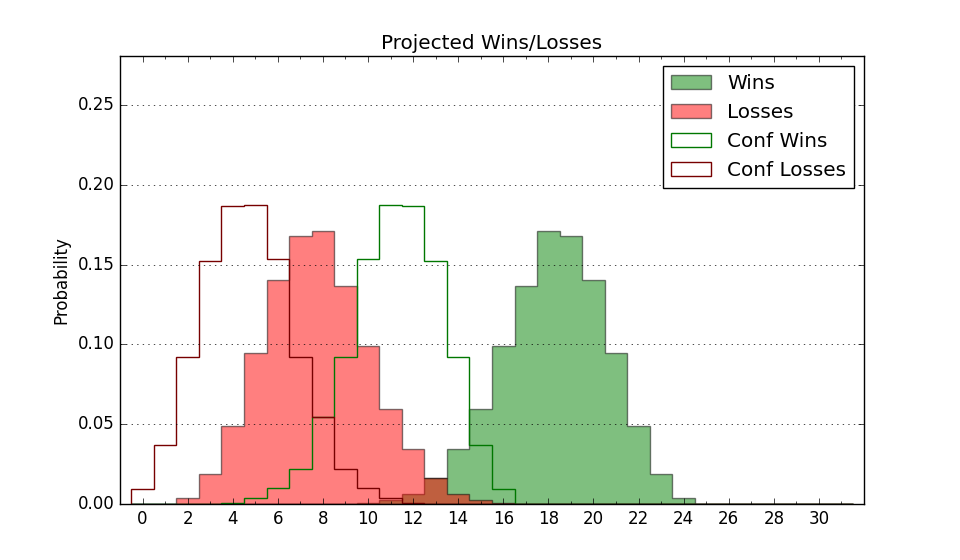 Projected Wins/Losses
Wins
Losses
Conf Wins
Conf Losses
Probability
0.25
0.20
0.15
0.10
0.05
0.00
0 2 4 6 8 10 12 14 16 18 20 22 24 26 28 30